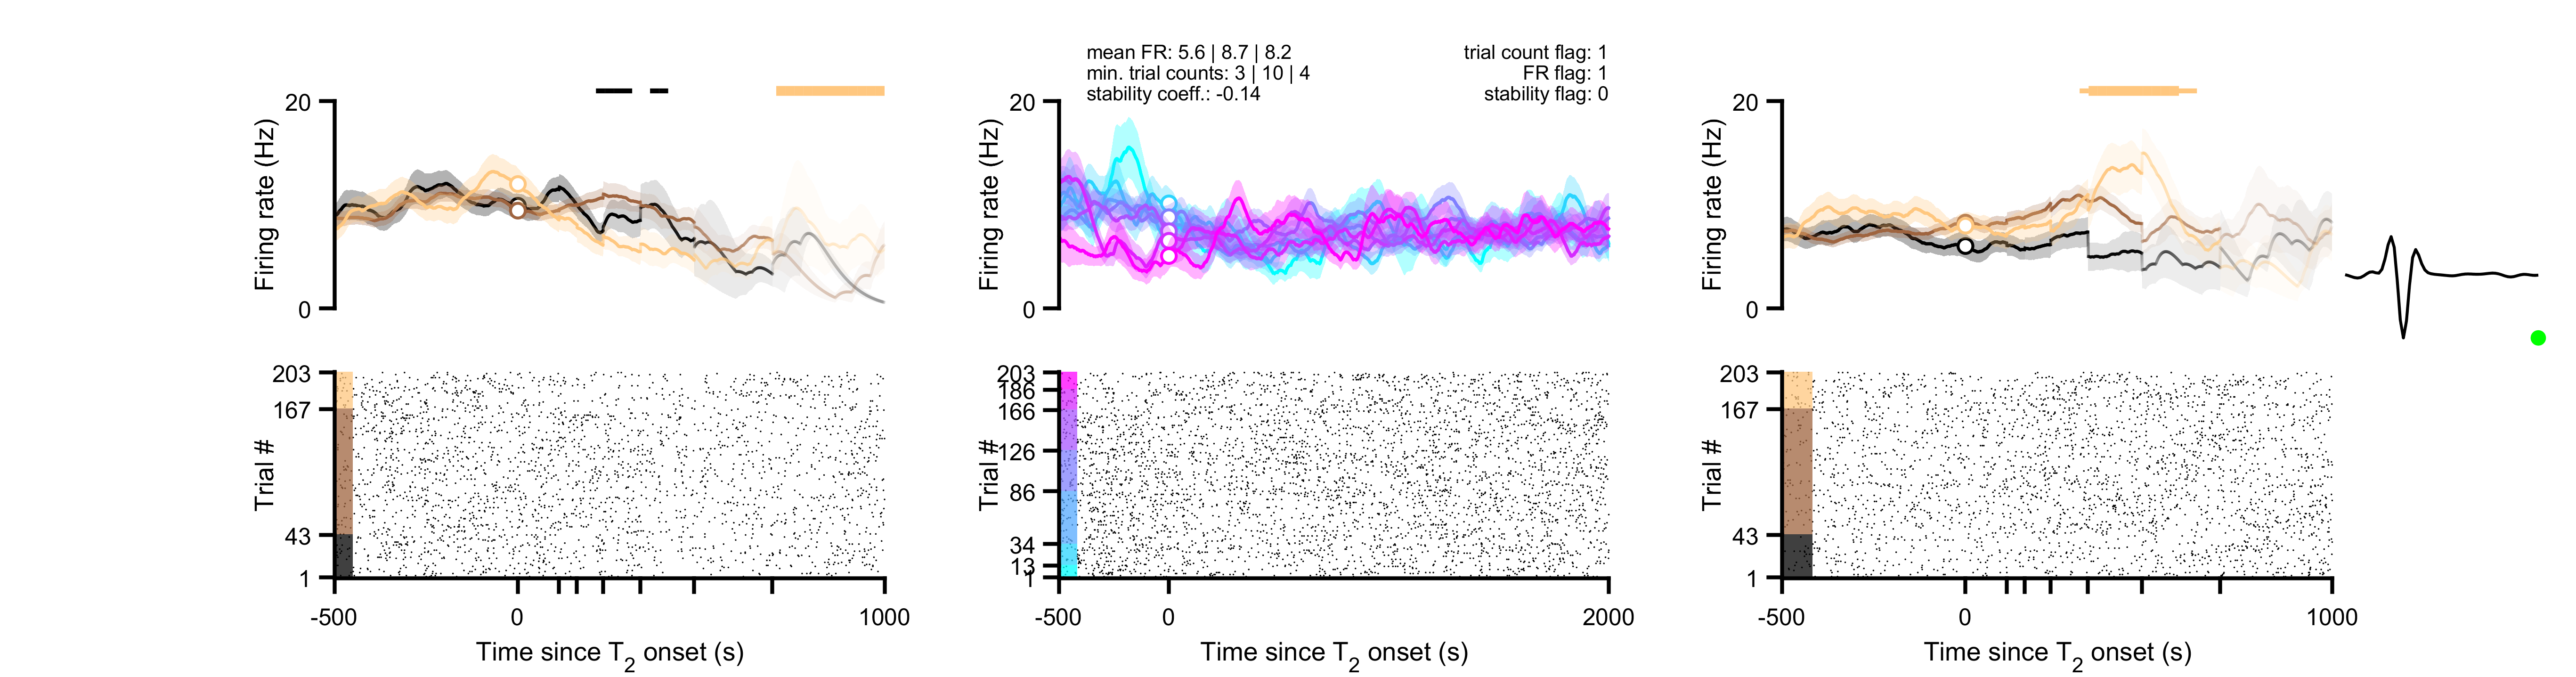 mean FR: 5.6 | 8.7 | 8.2
min. trial counts: 3 | 10 | 4
stability coeff.: -0.14
trial count flag: 1
FR flag: 1
stability flag: 0
20
0
Firing rate (Hz)
20
0
Firing rate (Hz)
20
0
Firing rate (Hz)
203
167
43
1
Trial #
-500
0
1000
Time since T2 onset (s)
203
186
166
126
86
34
13
1
Trial #
-500
0
2000
Time since T2 onset (s)
203
167
43
1
Trial #
-500
0
1000
Time since T2 onset (s)